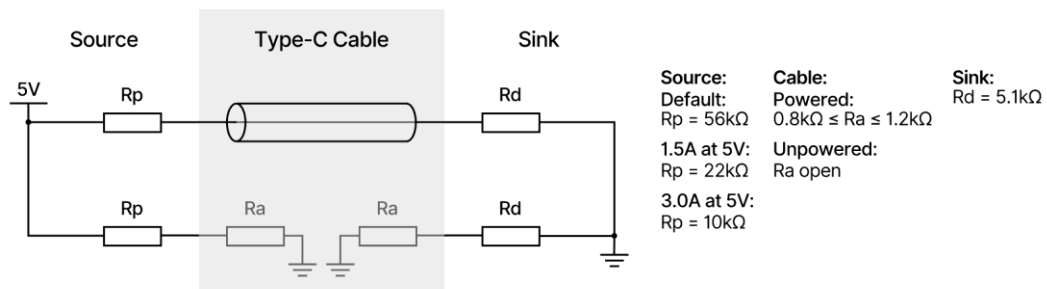 Source
Type-C Cable
Sink
5V
Rp
Rd
Rp
Ra
Ra
Rd
Source:
Default:
Rp = 56kΩ
1.5A at 5V:
Rp = 22kΩ
3.0A at 5V:
Rp = 10kΩ
Cable:
Powered:
0.8kΩ ≤ Ra ≤ 1.2kΩ
Unpowered:
Ra open
Sink:
Rd = 5.1kΩ